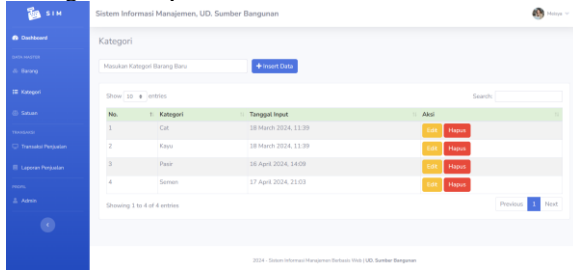 SIM
Sistem Informasi Manajemen, UD. Sumber Bangunan
Dashboard
DATA MASTER
Barang
Kategori
Satuan
TRANSAKSI
Transaksi Penjualan
Laporan Penjualan
Admin
Kategori
Masukan Kategori Barang Baru
+ Insert Data
Show 10 entries
Search:
No. Kategori Tanggal Input Aksi
1 Cat 18 March 2024, 11:39 Edit Hapus
2 Kayu 18 March 2024, 11:39 Edit Hapus
3 Pasir 16 April 2024, 14:09 Edit Hapus
4 Semen 17 April 2024, 21:03 Edit Hapus
Showing 1 to 4 of 4 entries
Previous 1 Next
2024 - Sistem Informasi Manajemen Berbasis Web | UD. Sumber Bangunan